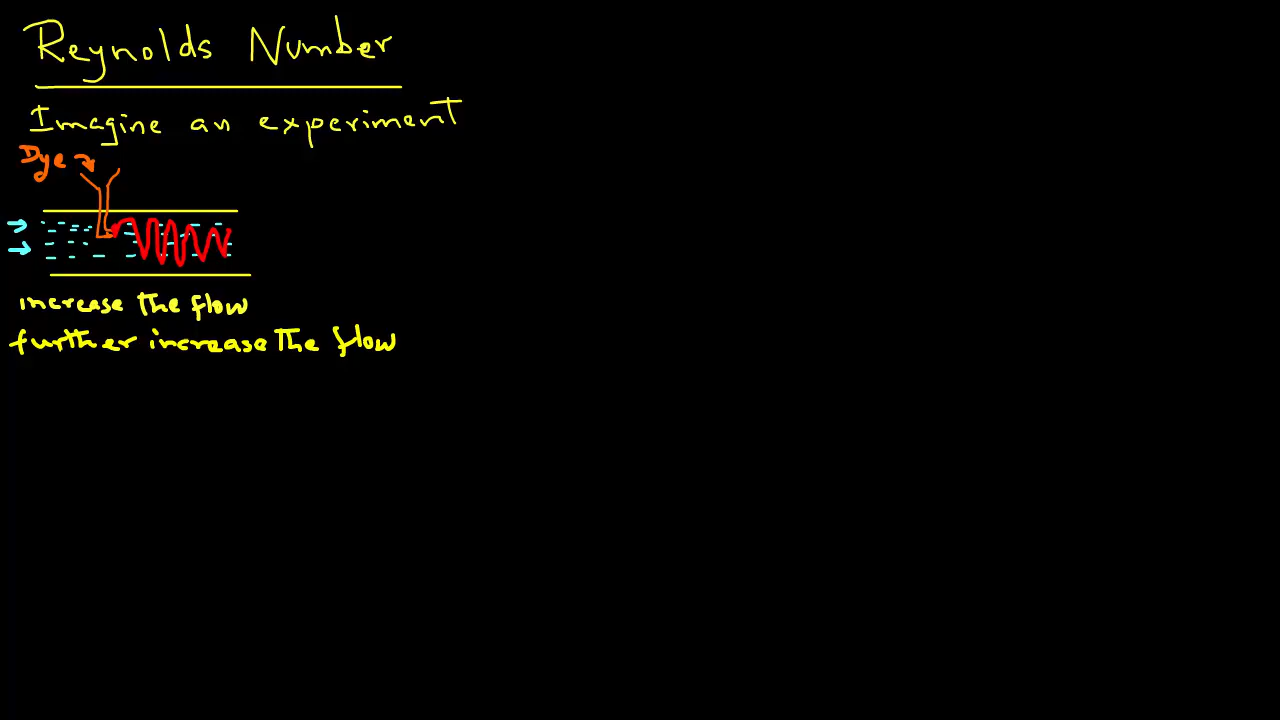 Reynolds Number
Imagine an experiment
Dye
increase the flow
further increase the flow